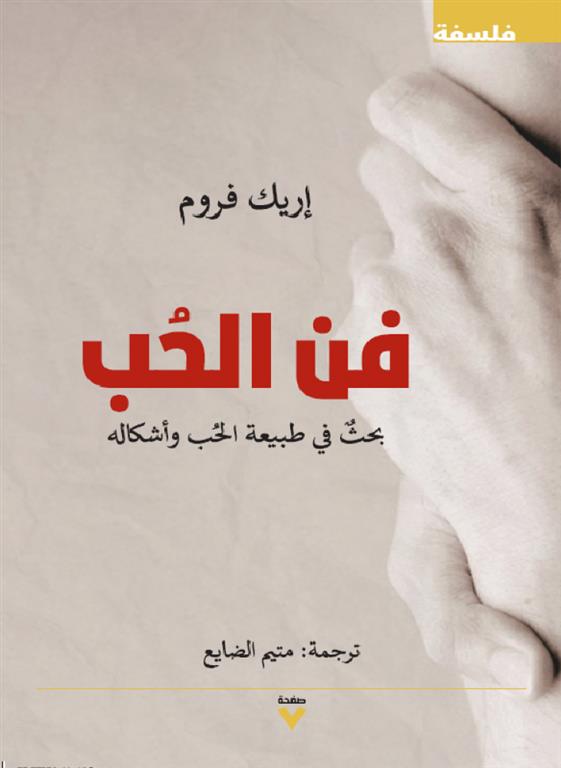 فلسفة
إريك فروم
فن الحُب
بحثٌ في طبيعة الحُب وأشكاله
ترجمة: متيم الضايع
صفحة